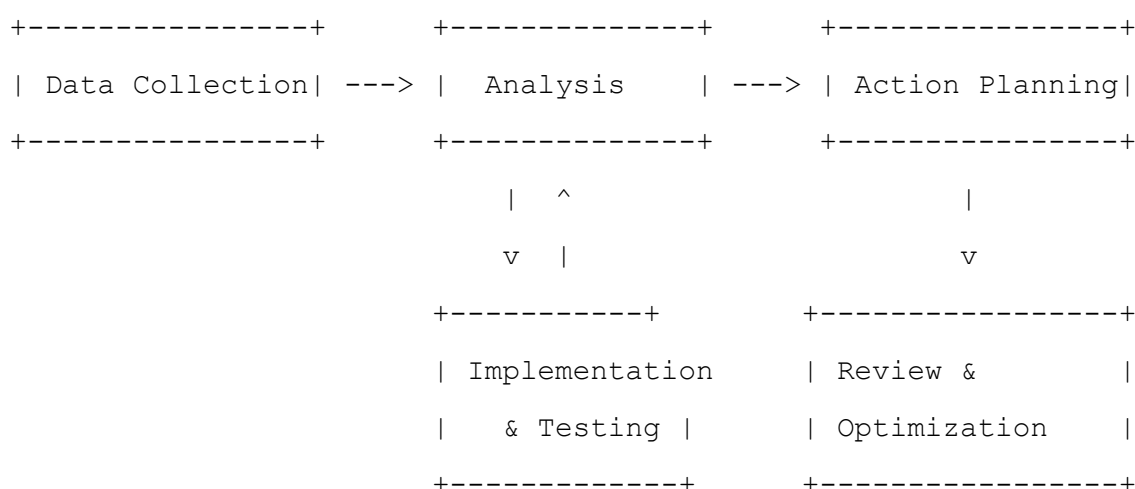 +----------------+      +--------------+      +----------------+
| Data Collection| ---> |  Analysis    | ---> | Action Planning|
+----------------+      +--------------+      +----------------+
                            |  ^                      |
                            v  |                      v
                        +-----------+        +-----------------+
                        | Implementation     | Review &        |
                        |   & Testing |      | Optimization    |
                        +-------------+      +-----------------+